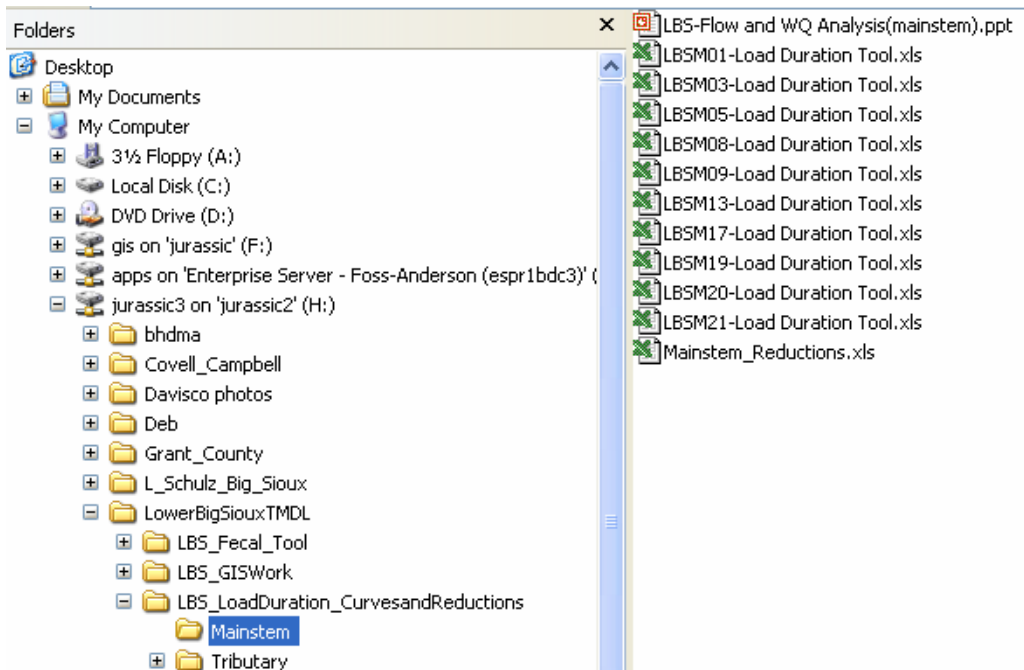 Folders
Desktop
My Documents
My Computer
3½ Floppy (A:)
Local Disk (C:)
DVD Drive (D:)
gis on 'jurassic' (F:)
apps on 'Enterprise Server - Foss-Anderson (espr1bdc3)' (
jurassic3 on 'jurassic2' (H:)
bhdma
Covell_Campbell
Davisco photos
Deb
Grant_County
L_Schulz_Big_Sioux
LowerBigSiouxTMDL
LBS_Fecal_Tool
LBS_GISWork
LBS_LoadDuration_CurvesandReductions
Mainstem
Tributary
LBS-Flow and WQ Analysis(mainstem).ppt
LBSM01-Load Duration Tool.xls
LBSM03-Load Duration Tool.xls
LBSM05-Load Duration Tool.xls
LBSM08-Load Duration Tool.xls
LBSM09-Load Duration Tool.xls
LBSM13-Load Duration Tool.xls
LBSM17-Load Duration Tool.xls
LBSM19-Load Duration Tool.xls
LBSM20-Load Duration Tool.xls
LBSM21-Load Duration Tool.xls
Mainstem_Reductions.xls